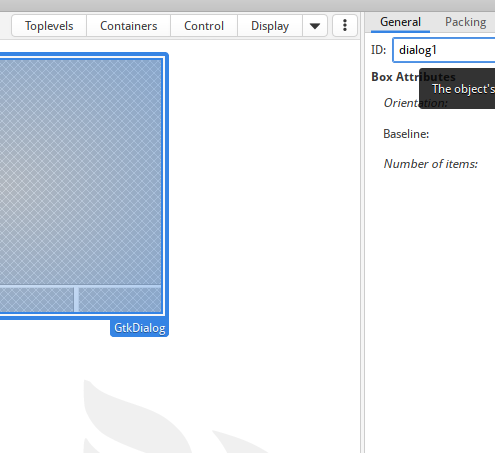 Toplevels Containers Control Display
General Packing
ID: dialog1
Box Attributes
The object's
Orientation:
Baseline:
Number of items:
GtkDialog